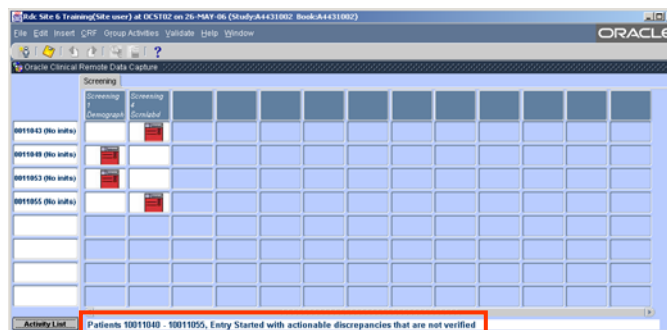 Rdc Site 6 Training(Site user) at OCST02 on 26-MAY-06 (Study:A4431002 Book:A4431002)
File Edit Insert CRF Group Activities Validate Help Window
ORACLE
?
Oracle Clinical Remote Data Capture
Screening
Screening Screening
1 4
Demograph Scrnlabd
0011043 (No inits)
0011049 (No inits)
0011053 (No inits)
0011055 (No inits)
Activity List
Patients 10011040 - 10011055, Entry Started with actionable discrepancies that are not verified